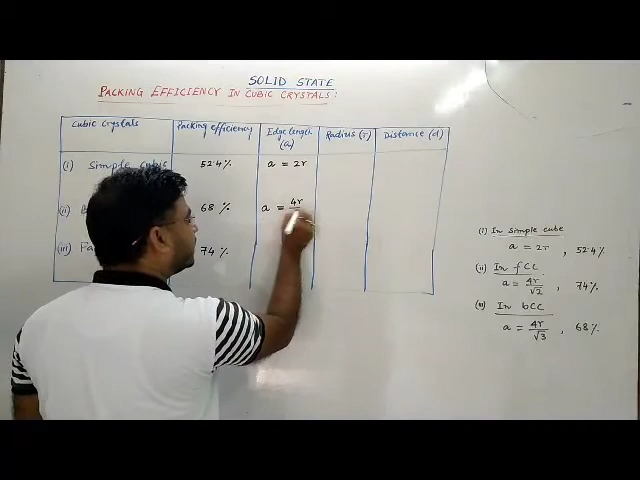 SOLID STATE
PACKING EFFICIENCY IN CUBIC CRYSTALS:
Cubic Crystals Packing efficiency Edge length (a) Radius (r) Distance (d)
(i) Simple Cubic 52.4% a = 2r
(ii) 68 % a = 4r
(iii) 74 %
(i) In simple cube
a = 2r , 52.4%
(ii) In fCC
a = 4r/√2 , 74%
(iii) In bCC
a = 4r/√3 , 68%